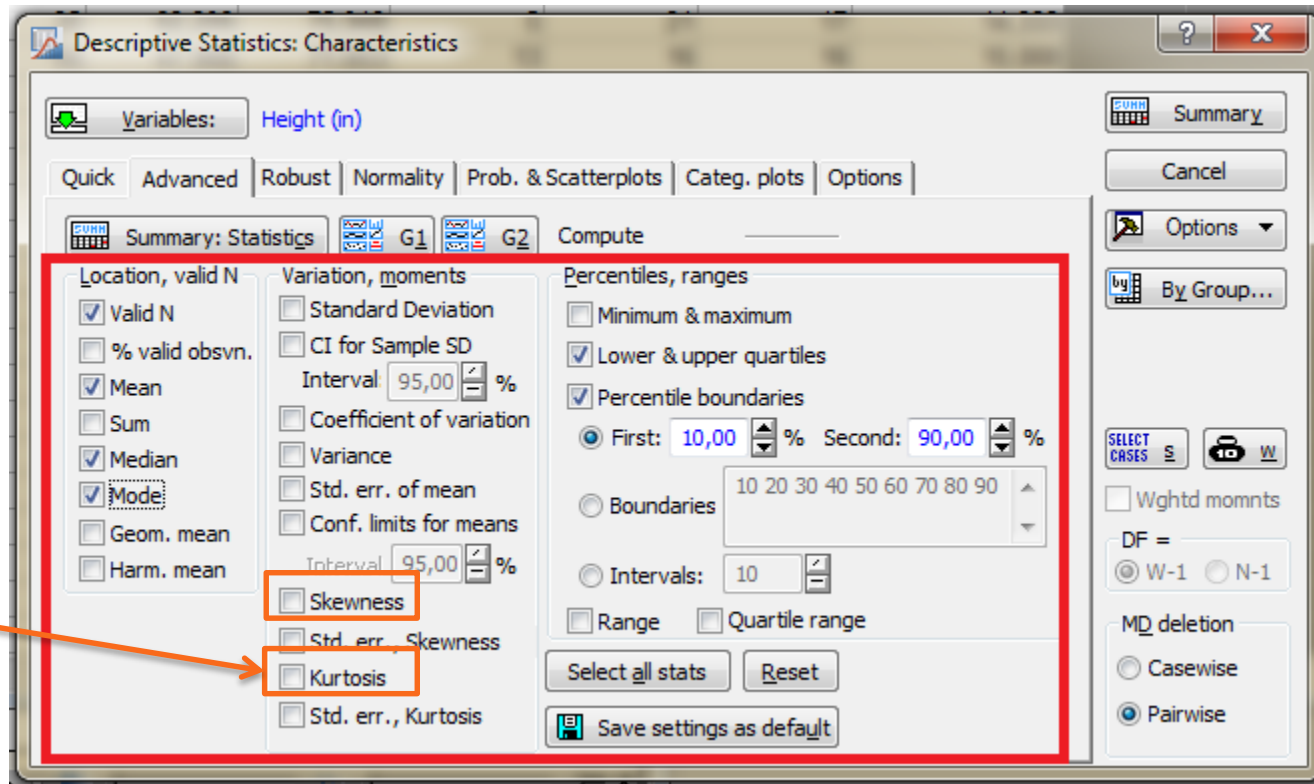 Descriptive Statistics: Characteristics
?
X
Variables:
Height (in)
Summary
Quick
Advanced
Robust
Normality
Prob. & Scatterplots
Categ. plots
Options
Cancel
Summary: Statistics
G1
G2
Compute
Options
By Group...
Location, valid N
Valid N
% valid obsvn.
Mean
Sum
Median
Mode
Geom. mean
Harm. mean
Variation, moments
Standard Deviation
CI for Sample SD
Interval 95,00 %
Coefficient of variation
Variance
Std. err. of mean
Conf. limits for means
Interval 95,00 %
Skewness
Std. err., Skewness
Kurtosis
Std. err., Kurtosis
Percentiles, ranges
Minimum & maximum
Lower & upper quartiles
Percentile boundaries
First: 10,00 % Second: 90,00 %
Boundaries
10 20 30 40 50 60 70 80 90
Intervals: 10
Range
Quartile range
Select all stats
Reset
Save settings as default
SELECT CASES S
W
Wghtd momnts
DF =
W-1
N-1
MD deletion
Casewise
Pairwise